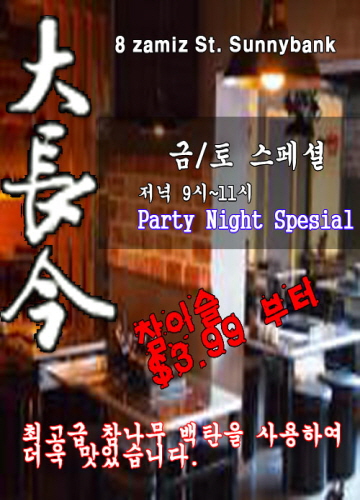 8 zamiz St. Sunnybank
大長今
금/토 스페셜
저녁 9시~11시
Party Night Spesial
참이슬
$3.99 부터
최고급 참나무 백탄을 사용하여
더욱 맛있습니다.